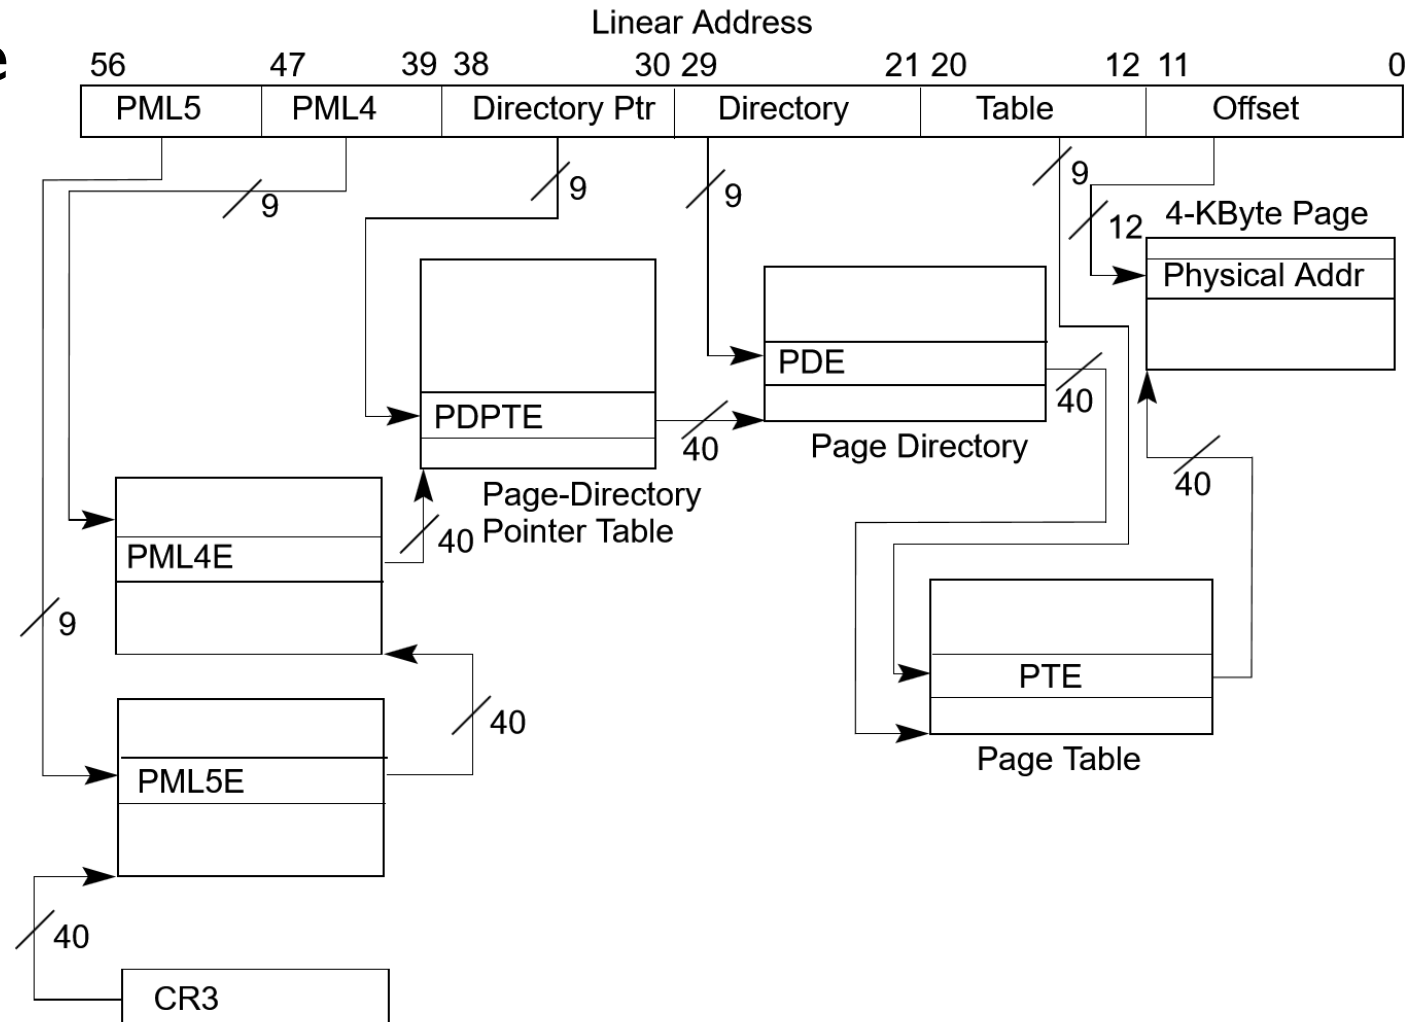 Linear Address
e
56 47 39 38 30 29 21 20 12 11 0
PML5 PML4 Directory Ptr Directory Table Offset
9
9
9
9
12
4-KByte Page
Physical Addr
PDE
40
PDPTE
40
Page Directory
40
Page-Directory
Pointer Table
40
PML4E
9
PTE
40
Page Table
PML5E
40
CR3